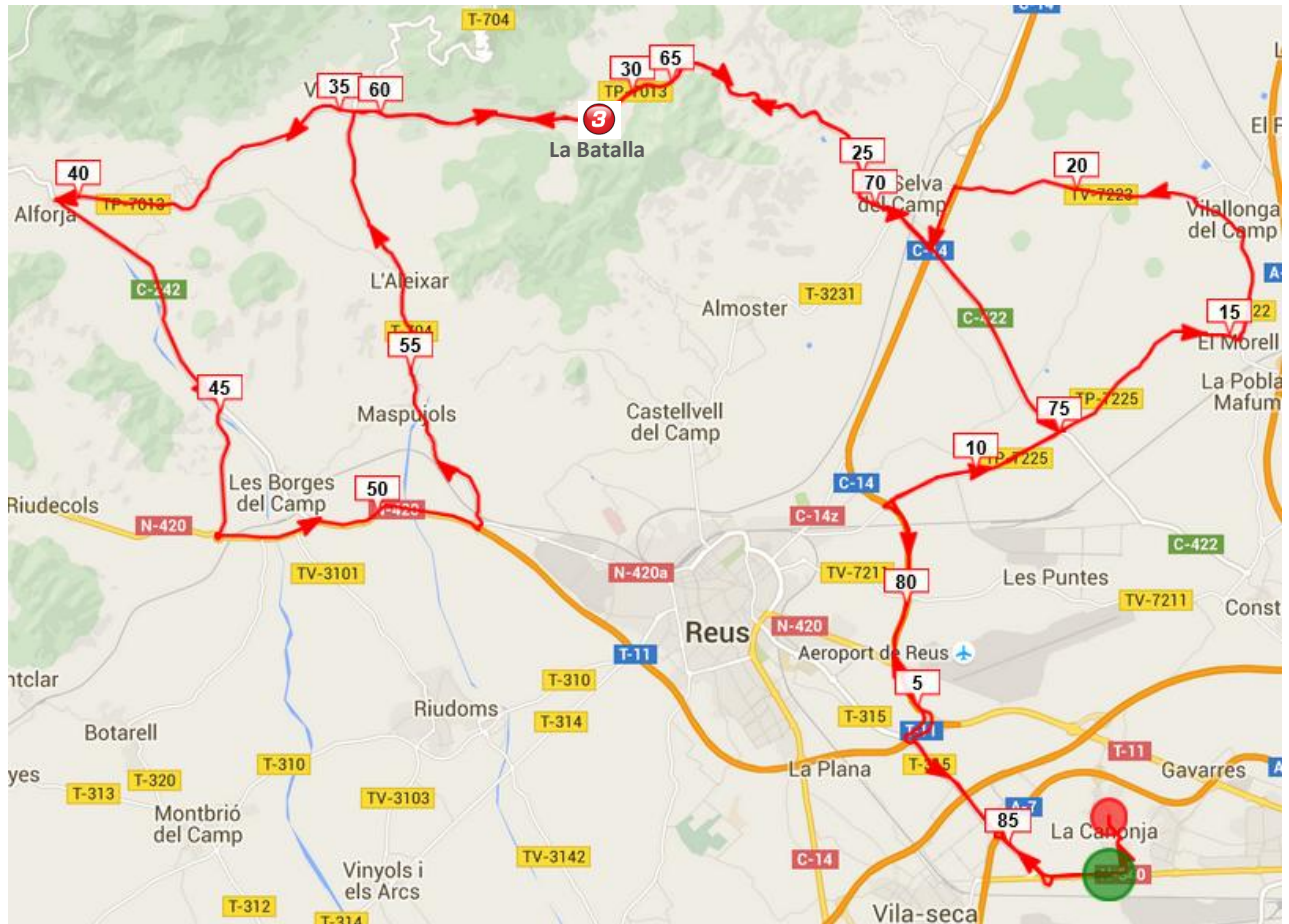 C-14
T-704
30
65
35
60
TP-7013
3
La Batalla
25
20
40
70
Selva
del Camp
TV-7223
Vilallonga
del Camp
TP-7013
Alforja
C-14
L'Aleixar
C-242
T-3231
Almoster
C-422
15
El Morell
55
La Pobla
TP-7225
45
Maspujols
Castellvell
del Camp
75
10
TP-7225
Les Borges
del Camp
50
C-14
Riudecols
N-420
C-14z
C-422
TV-3101
N-420a
TV-7211
80
Les Puntes
TV-7211
Reus
N-420
Aeroport de Reus
T-11
T-310
5
Riudoms
T-314
T-315
Botarell
T-11
T-310
La Plana
T-315
Gavarres
T-320
T-313
TV-3103
A-7
Montbrió
del Camp
85
La Canonja
TV-3142
C-14
Vinyols i
els Arcs
T-312
T-314
Vila-seca